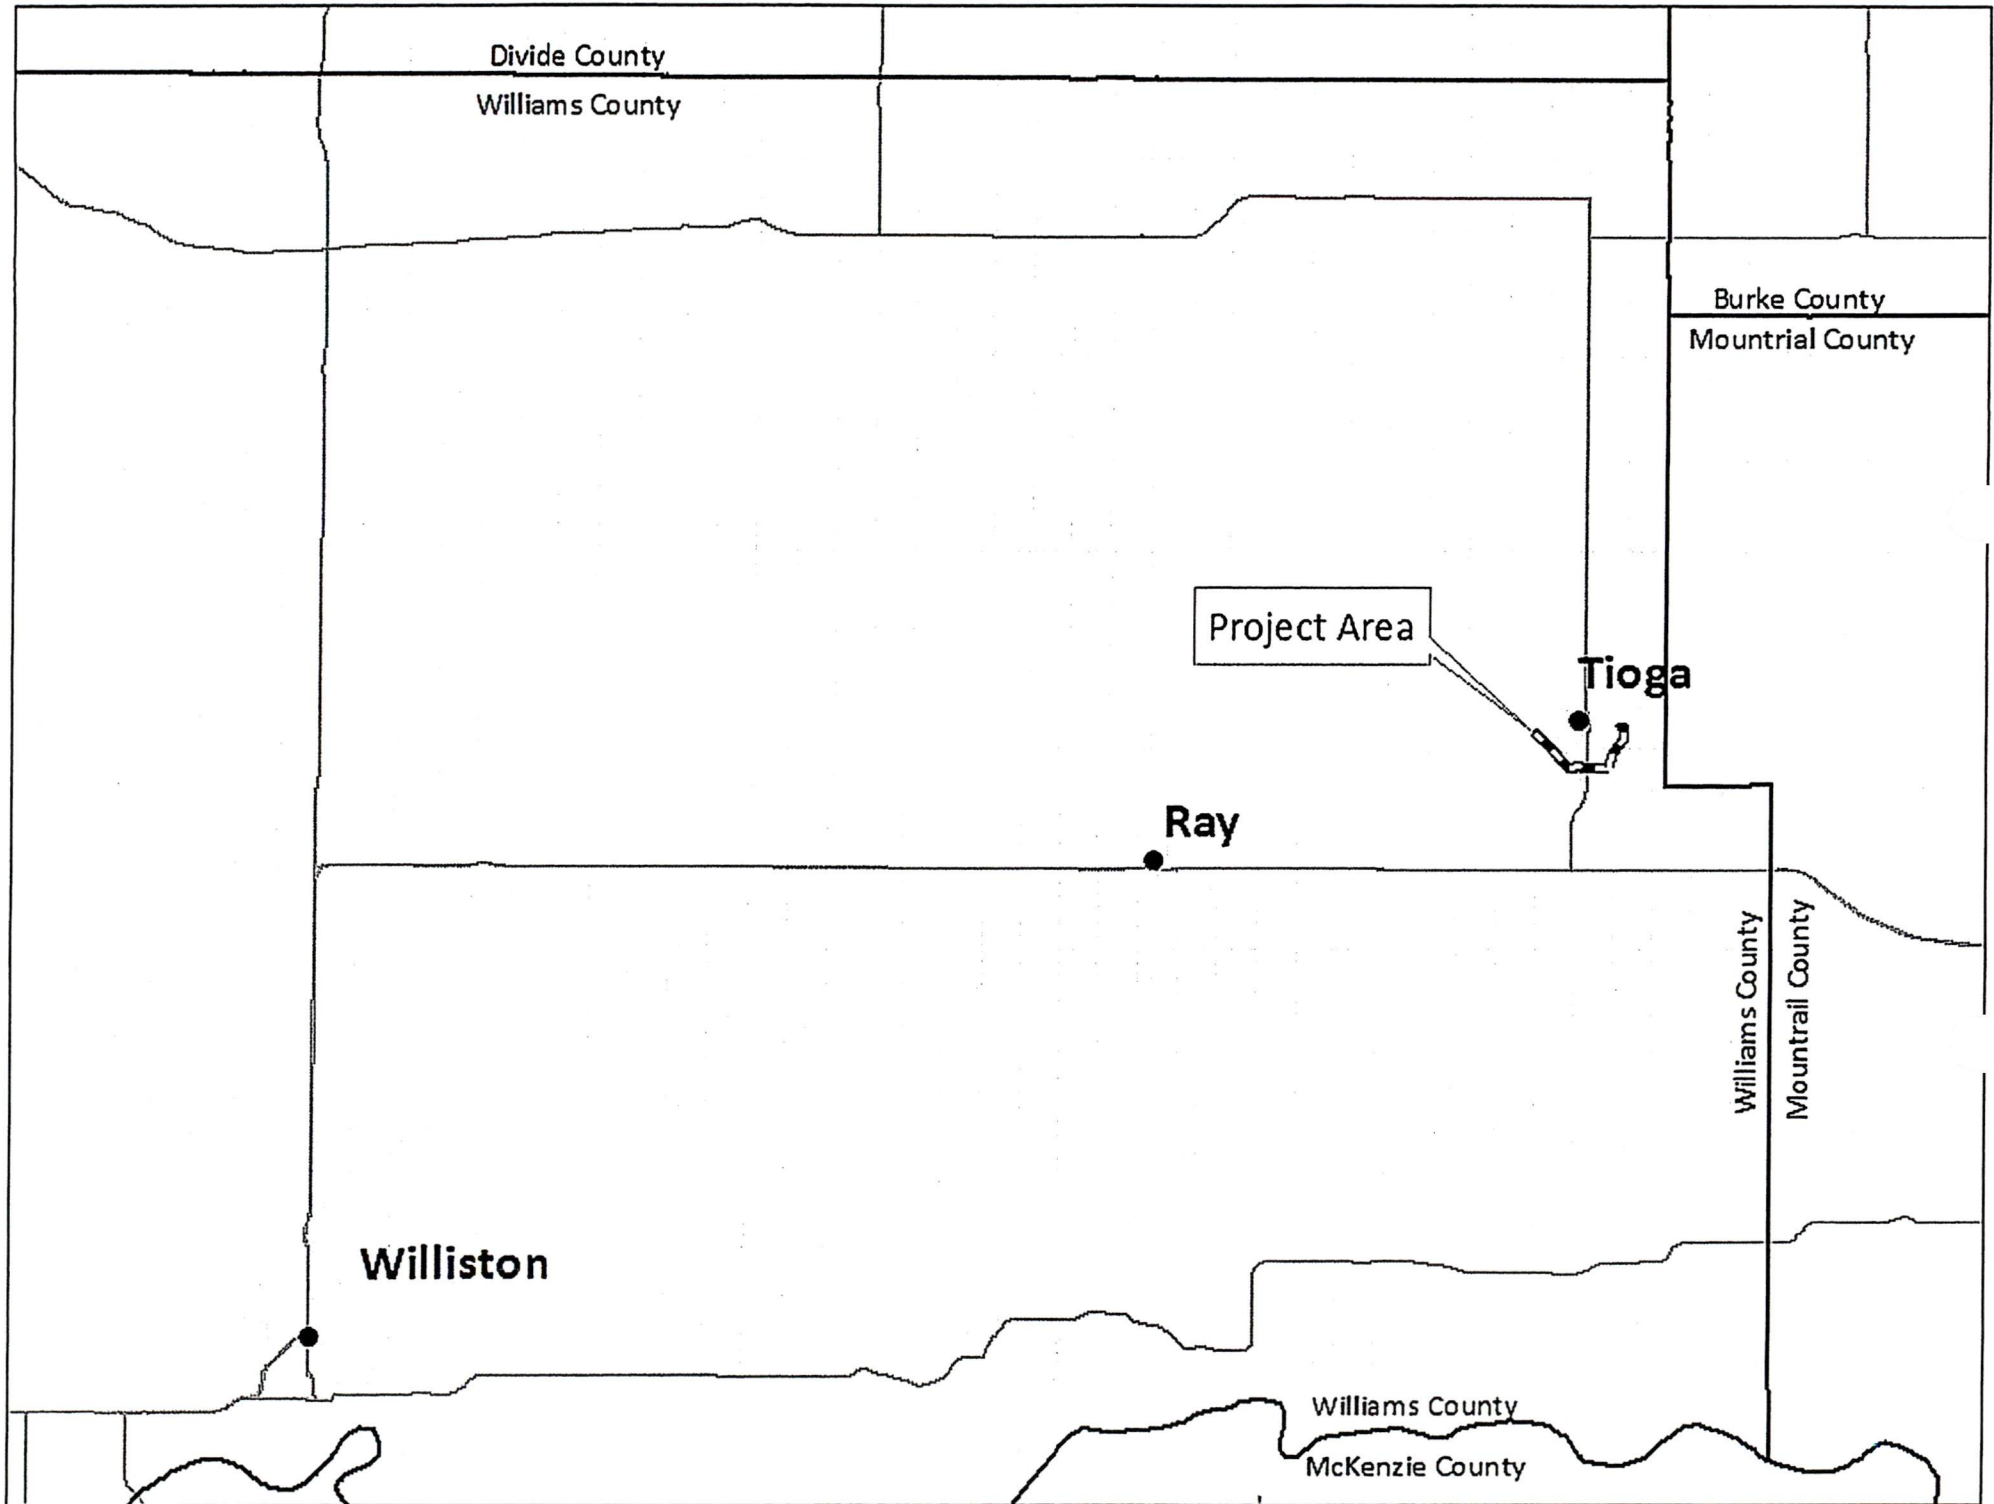 Divide County
Williams County
Burke County
Mountrial County
Project Area
Tioga
Ray
Williams County
Mountrail County
Williston
Williams County
McKenzie County